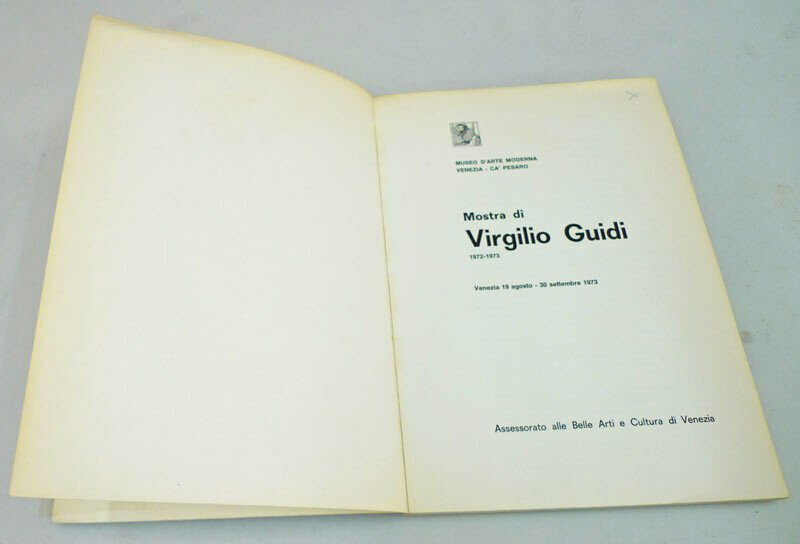 MUSEO D'ARTE MODERNA
VENEZIA - CA' PESARO
Mostra di
Virgilio Guidi
1972-1973
Venezia 19 agosto - 30 settembre 1973
Assessorato alle Belle Arti e Cultura di Venezia